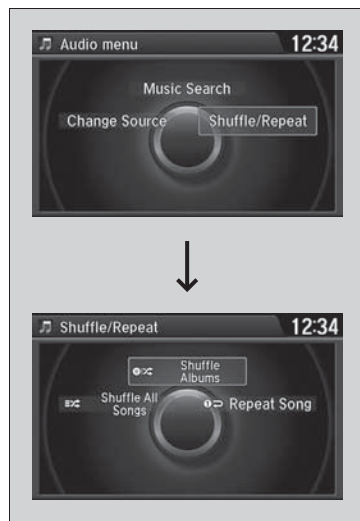 Audio menu 12:34
Music Search
Change Source Shuffle/Repeat
Shuffle/Repeat 12:34
Shuffle
Albums
Shuffle All
Songs
Repeat Song